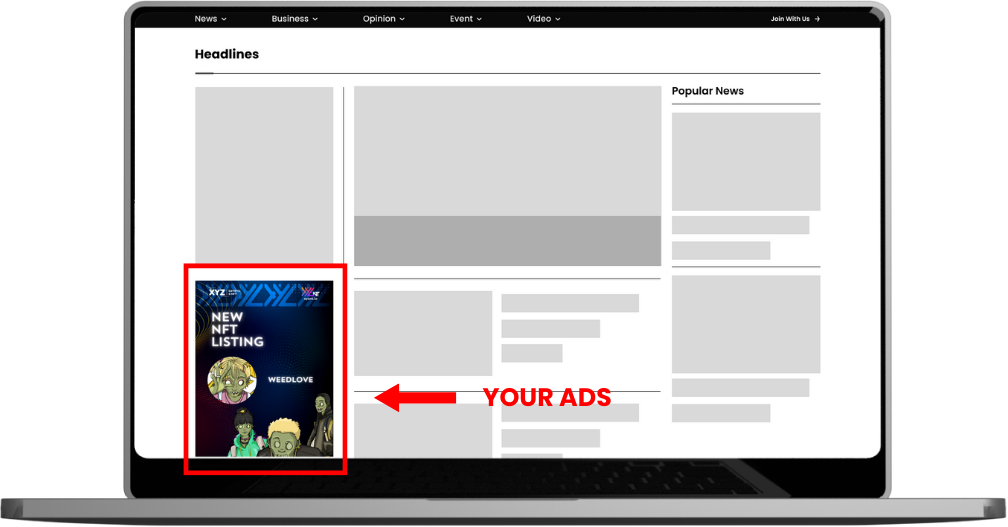 News
Business
Opinion
Event
Video
Join With Us
Headlines
Popular News
XYZ
NEW
NFT
LISTING
WEEDLOVE
YOUR ADS